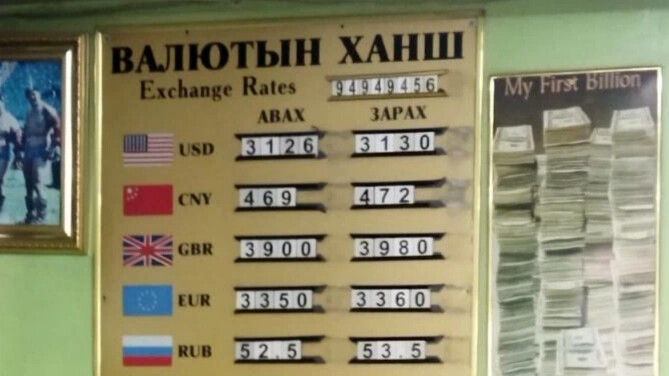 ВАЛЮТЫН ХАНШ
Exchange Rates 94949456
АВАХ ЗАРАХ
USD 3126 3130
CNY 469 472
GBR 3900 3980
EUR 3350 3360
RUB 52.5 53.5
My First Billion